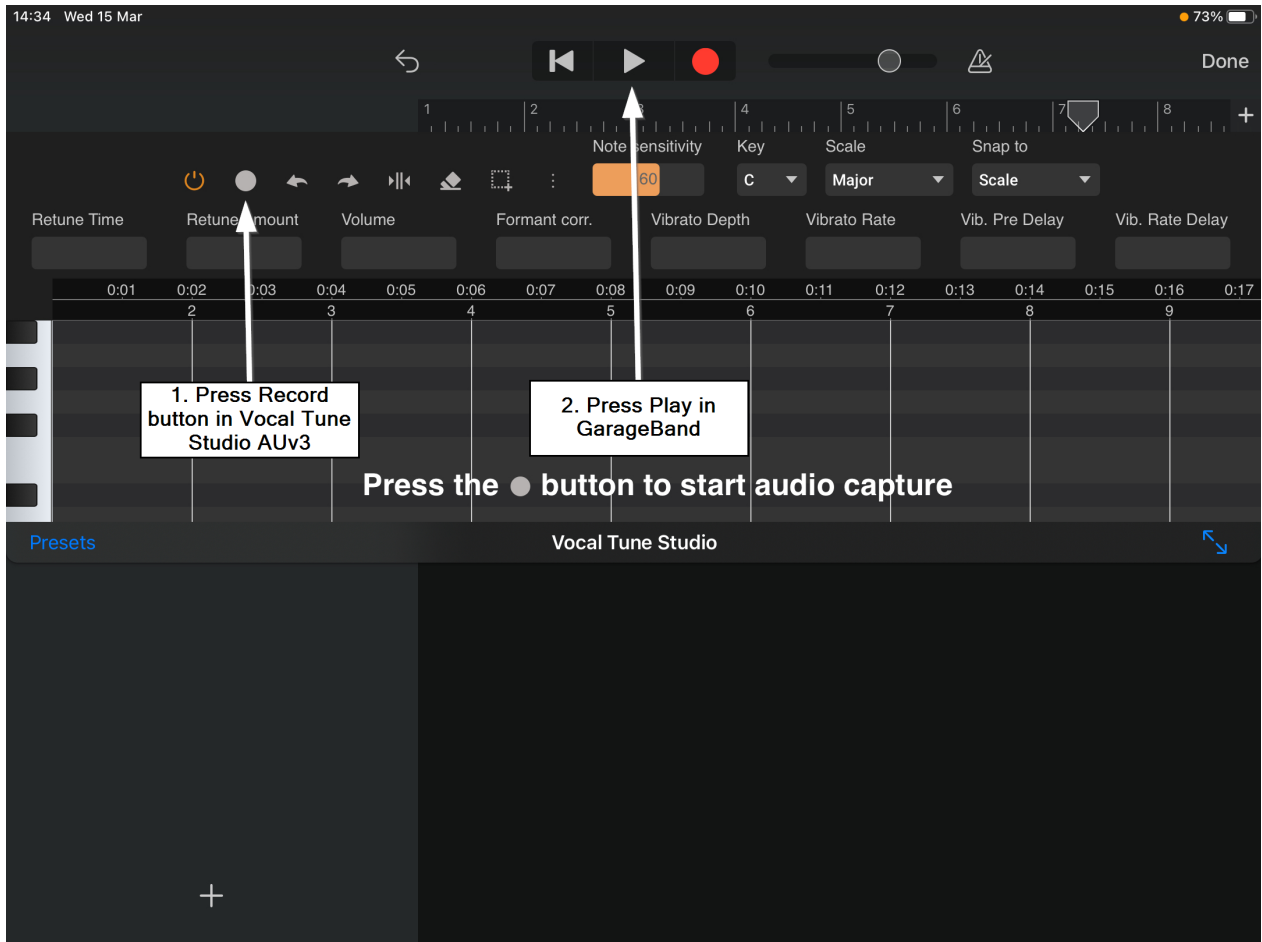 14:34 Wed 15 Mar 73%
Done
1 2 3 4 5 6 7 8
Note sensitivity Key Scale Snap to
60 C Major Scale
Retune Time Retune Amount Volume Formant corr. Vibrato Depth Vibrato Rate Vib. Pre Delay Vib. Rate Delay
0:01 0:02 0:03 0:04 0:05 0:06 0:07 0:08 0:09 0:10 0:11 0:12 0:13 0:14 0:15 0:16 0:17
2 3 4 5 6 7 8 9
1. Press Record
button in Vocal Tune
Studio AUv3
2. Press Play in
GarageBand
Press the button to start audio capture
Presets Vocal Tune Studio